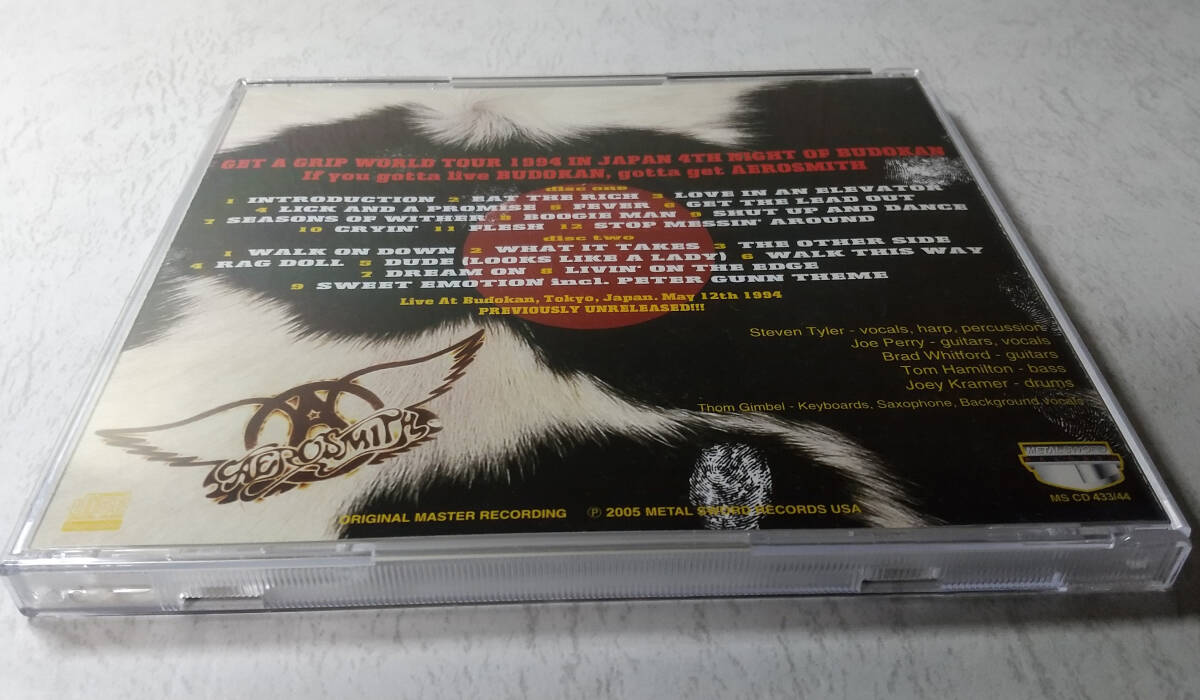 GET A GRIP WORLD TOUR 1994 IN JAPAN 4TH NIGHT OF BUDOKAN
If you gotta live BUDOKAN, gotta get AEROSMITH
disc one
1 INTRODUCTION 2 EAT THE RICH 3 LOVE IN AN ELEVATOR
4 LICK AND A PROMISE 5 FEVER 6 GET THE LEAD OUT
7 SEASONS OF WITHER 8 BOOGIE MAN 9 SHUT UP AND DANCE
10 CRYIN' 11 FLESH 12 STOP MESSIN' AROUND
disc two
1 WALK ON DOWN 2 WHAT IT TAKES 3 THE OTHER SIDE
4 RAG DOLL 5 DUDE (LOOKS LIKE A LADY) 6 WALK THIS WAY
7 DREAM ON 8 LIVIN' ON THE EDGE
9 SWEET EMOTION incl. PETER GUNN THEME
Live At Budokan, Tokyo, Japan. May 12th 1994
PREVIOUSLY UNRELEASED!!!
Steven Tyler - vocals, harp, percussion
Joe Perry - guitars, vocals
Brad Whitford - guitars
Tom Hamilton - bass
Joey Kramer - drums
Thom Gimbel - Keyboards, Saxophone, Background vocals
AEROSMITH
METAL SWORD
MS CD 433/44
ORIGINAL MASTER RECORDING ℗ 2005 METAL SWORD RECORDS USA